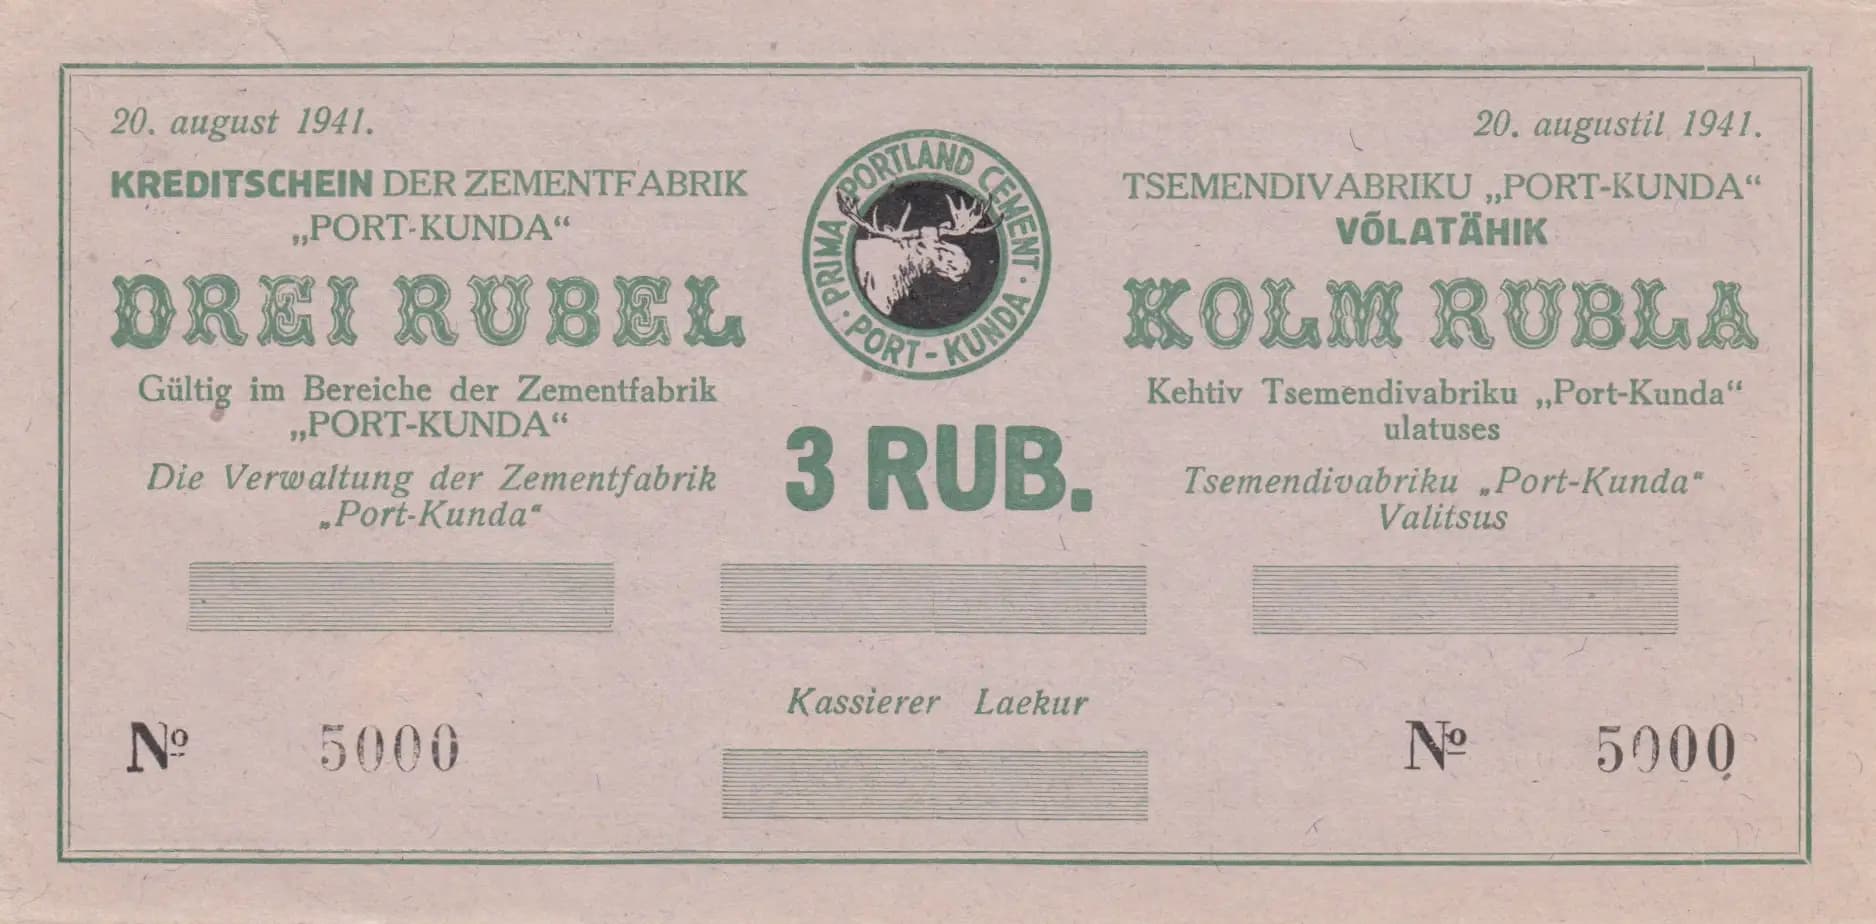 20. august 1941.
KREDITSCHEIN DER ZEMENTFABRIK
„PORT-KUNDA“
DREI RUBEL
Gültig im Bereiche der Zementfabrik
„PORT-KUNDA“
Die Verwaltung der Zementfabrik
„Port-Kunda“
PRIMA PORTLAND CEMENT
· PORT-KUNDA ·
3 RUB.
20. augustil 1941.
TSEMENDIVABRIKU „PORT-KUNDA“
VÕLATÄHIK
KOLM RUBLA
Kehtiv Tsemendivabriku „Port-Kunda“
ulatuses
Tsemendivabriku „Port-Kunda“
Valitsus
Kassierer Laekur
№ 5000
№ 5000